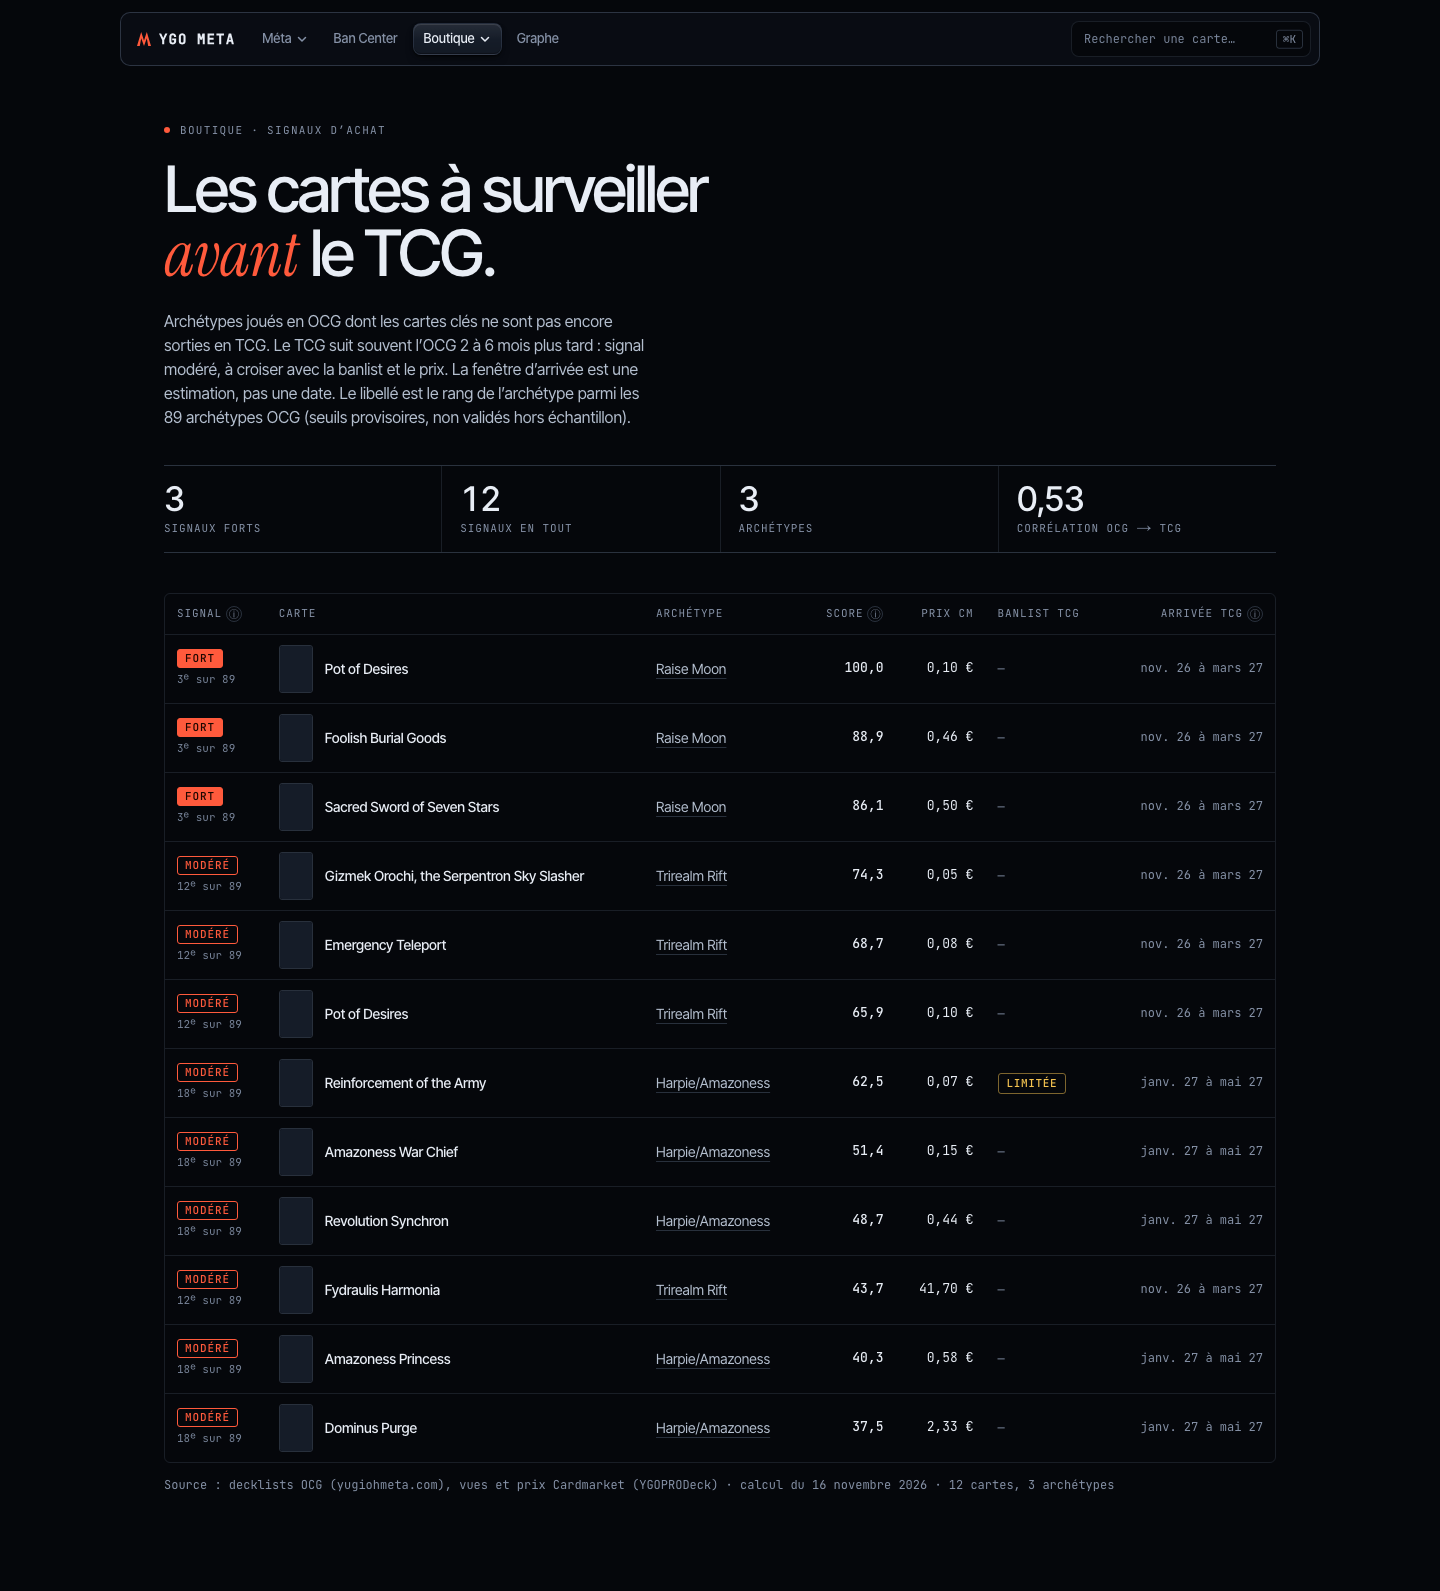 YGO META Méta Ban Center Boutique Graphe Rechercher une carte… ⌘K
BOUTIQUE · SIGNAUX D’ACHAT
Les cartes à surveiller
avant le TCG.
Archétypes joués en OCG dont les cartes clés ne sont pas encore
sorties en TCG. Le TCG suit souvent l’OCG 2 à 6 mois plus tard : signal
modéré, à croiser avec la banlist et le prix. La fenêtre d’arrivée est une
estimation, pas une date. Le libellé est le rang de l’archétype parmi les
89 archétypes OCG (seuils provisoires, non validés hors échantillon).
3 12 3 0,53
SIGNAUX FORTS SIGNAUX EN TOUT ARCHÉTYPES CORRÉLATION OCG → TCG
SIGNAL ⓘ CARTE ARCHÉTYPE SCORE ⓘ PRIX CM BANLIST TCG ARRIVÉE TCG ⓘ
FORT
3e sur 89 Pot of Desires Raise Moon 100,0 0,10 € — nov. 26 à mars 27
FORT
3e sur 89 Foolish Burial Goods Raise Moon 88,9 0,46 € — nov. 26 à mars 27
FORT
3e sur 89 Sacred Sword of Seven Stars Raise Moon 86,1 0,50 € — nov. 26 à mars 27
MODÉRÉ
12e sur 89 Gizmek Orochi, the Serpentron Sky Slasher Trirealm Rift 74,3 0,05 € — nov. 26 à mars 27
MODÉRÉ
12e sur 89 Emergency Teleport Trirealm Rift 68,7 0,08 € — nov. 26 à mars 27
MODÉRÉ
12e sur 89 Pot of Desires Trirealm Rift 65,9 0,10 € — nov. 26 à mars 27
MODÉRÉ
18e sur 89 Reinforcement of the Army Harpie/Amazoness 62,5 0,07 € LIMITÉE janv. 27 à mai 27
MODÉRÉ
18e sur 89 Amazoness War Chief Harpie/Amazoness 51,4 0,15 € — janv. 27 à mai 27
MODÉRÉ
18e sur 89 Revolution Synchron Harpie/Amazoness 48,7 0,44 € — janv. 27 à mai 27
MODÉRÉ
12e sur 89 Fydraulis Harmonia Trirealm Rift 43,7 41,70 € — nov. 26 à mars 27
MODÉRÉ
18e sur 89 Amazoness Princess Harpie/Amazoness 40,3 0,58 € — janv. 27 à mai 27
MODÉRÉ
18e sur 89 Dominus Purge Harpie/Amazoness 37,5 2,33 € — janv. 27 à mai 27
Source : decklists OCG (yugiohmeta.com), vues et prix Cardmarket (YGOPRODeck) · calcul du 16 novembre 2026 · 12 cartes, 3 archétypes